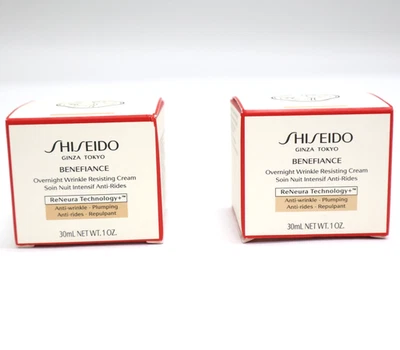 SHISEIDO
GINZA TOKYO
BENEFIANCE
Overnight Wrinkle Resisting Cream
Soin Nuit Intensif Anti-Rides
ReNeura Technology+™
Anti-wrinkle · Plumping
Anti-rides · Repulpant
30mL NET WT. 1 OZ.
SHISEIDO
GINZA TOKYO
BENEFIANCE
Overnight Wrinkle Resisting Cream
Soin Nuit Intensif Anti-Rides
ReNeura Technology+™
Anti-wrinkle · Plumping
Anti-rides · Repulpant
30mL NET WT. 1 OZ.